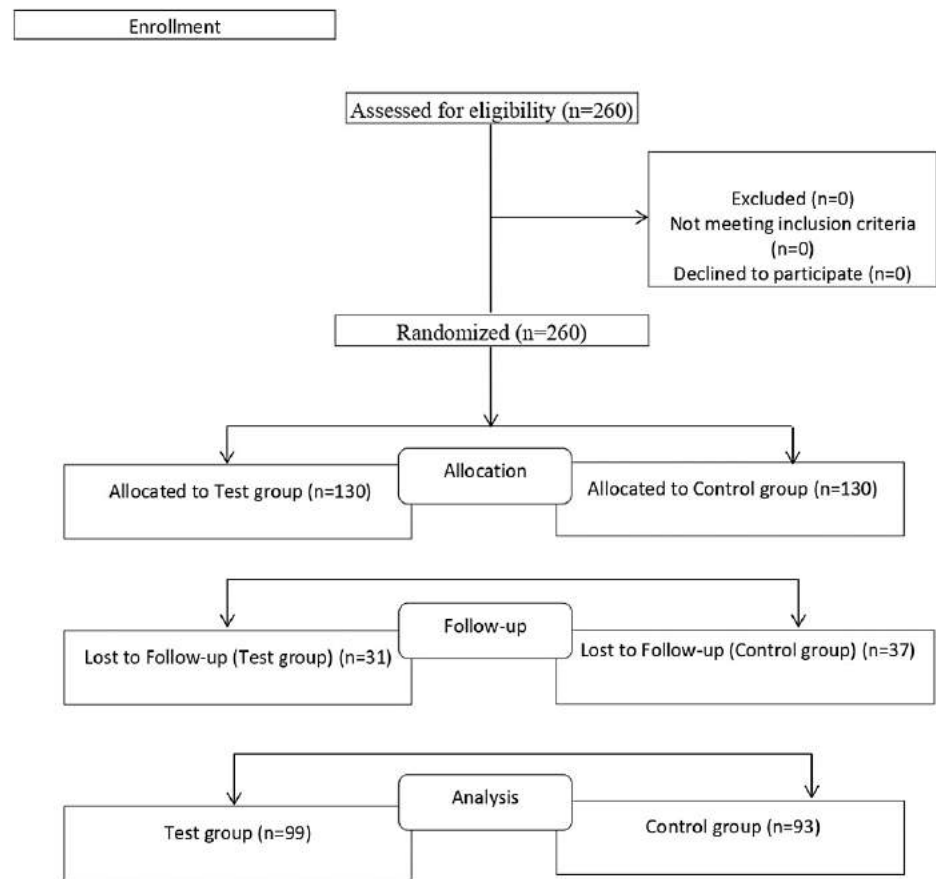 Enrollment
Assessed for eligibility (n=260)
Excluded (n=0)
Not meeting inclusion criteria
(n=0)
Declined to participate (n=0)
Randomized (n=260)
Allocation
Allocated to Test group (n=130)
Allocated to Control group (n=130)
Follow-up
Lost to Follow-up (Test group) (n=31)
Lost to Follow-up (Control group) (n=37)
Analysis
Test group (n=99)
Control group (n=93)